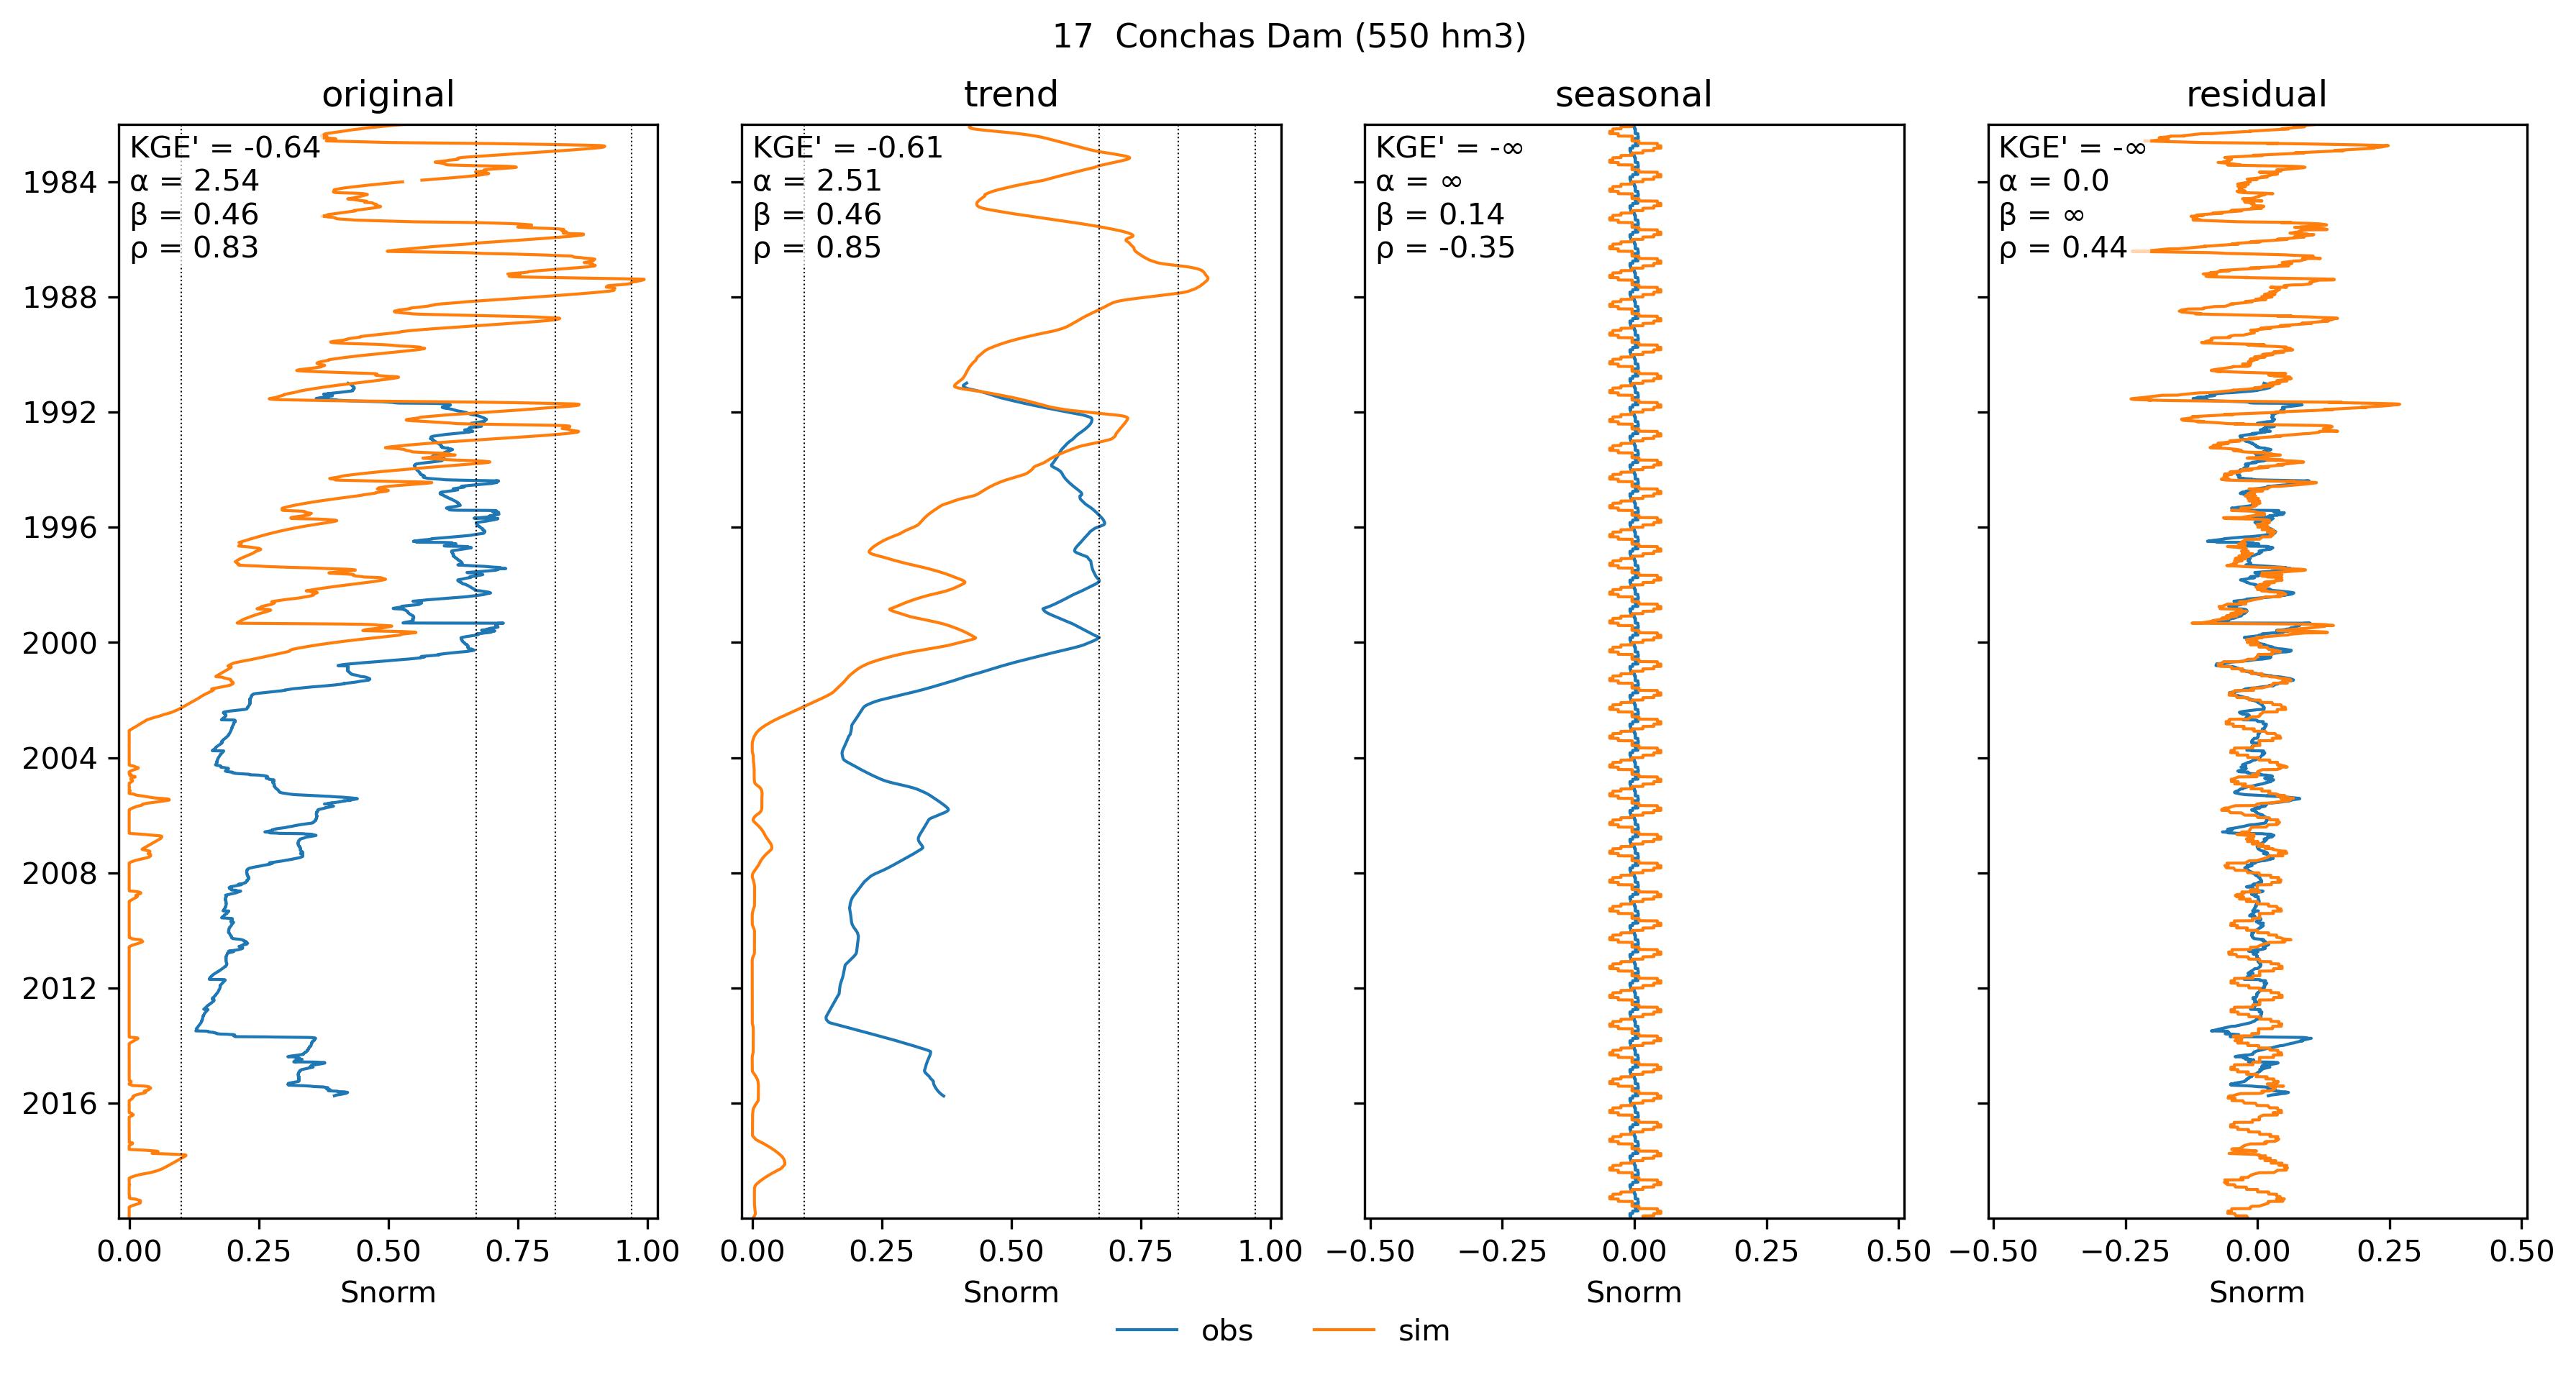 17  Conchas Dam (550 hm3)
original
trend
seasonal
residual
KGE' = -0.64
α = 2.54
β = 0.46
ρ = 0.83
KGE' = -0.61
α = 2.51
β = 0.46
ρ = 0.85
KGE' = -∞
α = ∞
β = 0.14
ρ = -0.35
KGE' = -∞
α = 0.0
β = ∞
ρ = 0.44
1984
1988
1992
1996
2000
2004
2008
2012
2016
0.00 0.25 0.50 0.75 1.00
0.00 0.25 0.50 0.75 1.00
−0.50 −0.25 0.00 0.25 0.50
−0.50 −0.25 0.00 0.25 0.50
Snorm
Snorm
Snorm
Snorm
obs
sim